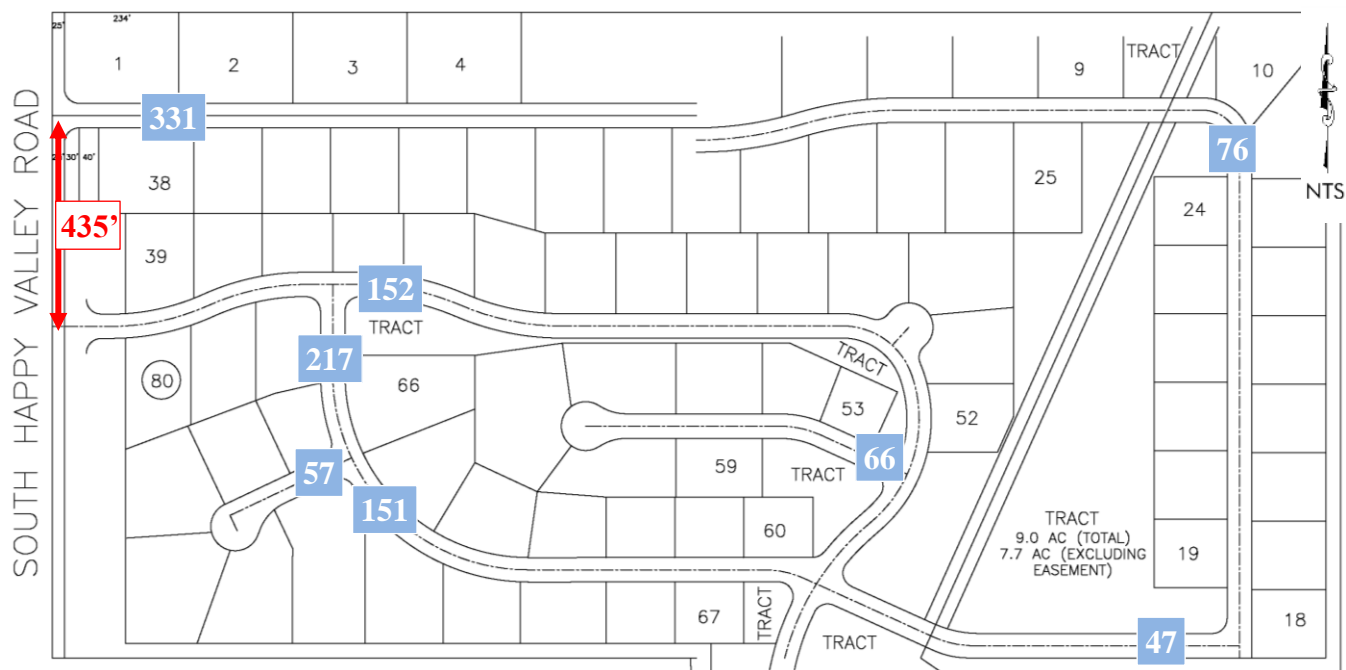 25'
234'
1
2
3
4
9
TRACT
10
331
76
NTS
30' 40'
38
25
24
435'
39
152
TRACT
SOUTH HAPPY VALLEY ROAD
217
80
66
TRACT
53
52
57
59
TRACT
66
151
60
TRACT
9.0 AC (TOTAL)
7.7 AC (EXCLUDING
EASEMENT)
19
67
TRACT
TRACT
47
18